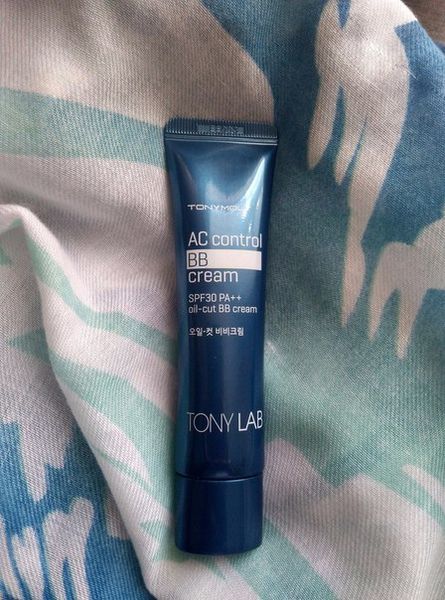 TONYMOLY
AC control
BB
cream
SPF30 PA++
oil-cut BB cream
오일-컷 비비크림
TONY LAB